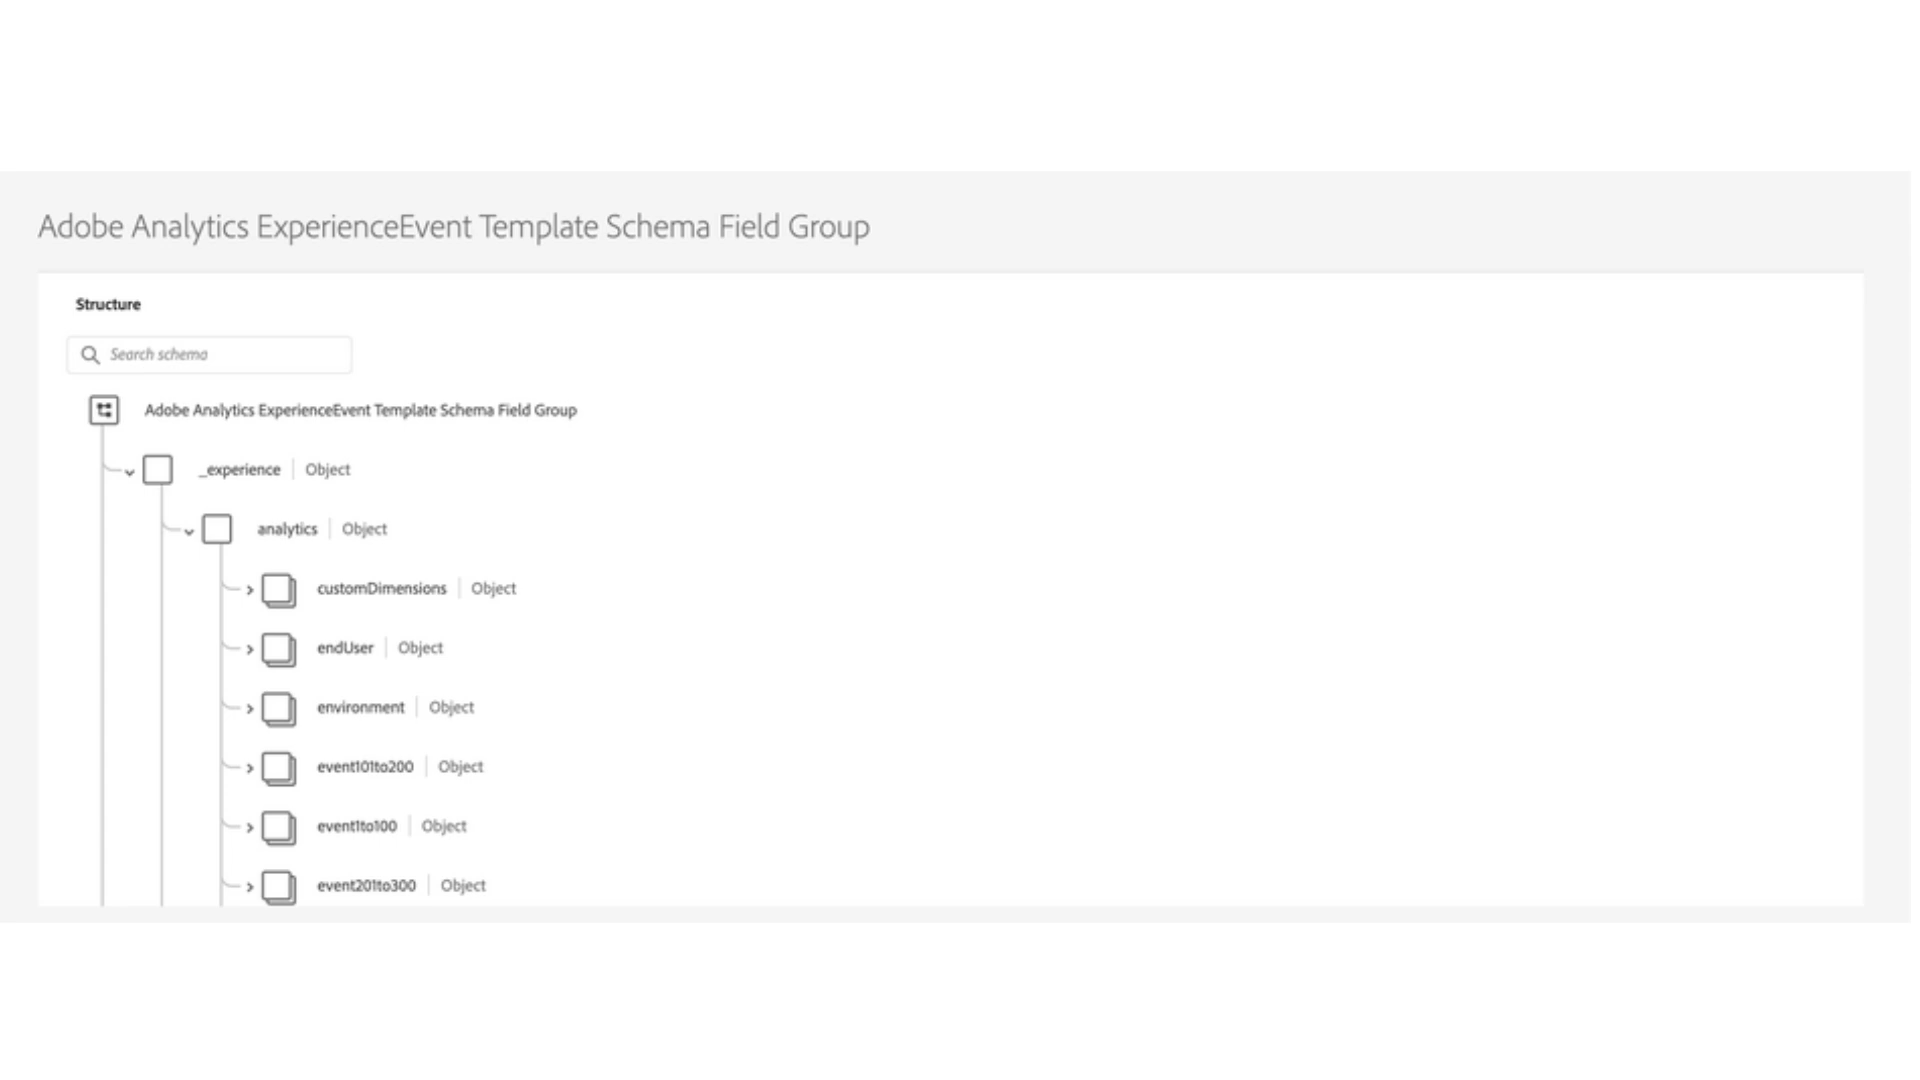 Adobe Analytics ExperienceEvent Template Schema Field Group
Structure
Search schema
Adobe Analytics ExperienceEvent Template Schema Field Group
_experience Object
analytics Object
customDimensions Object
endUser Object
environment Object
event101to200 Object
event1to100 Object
event201to300 Object